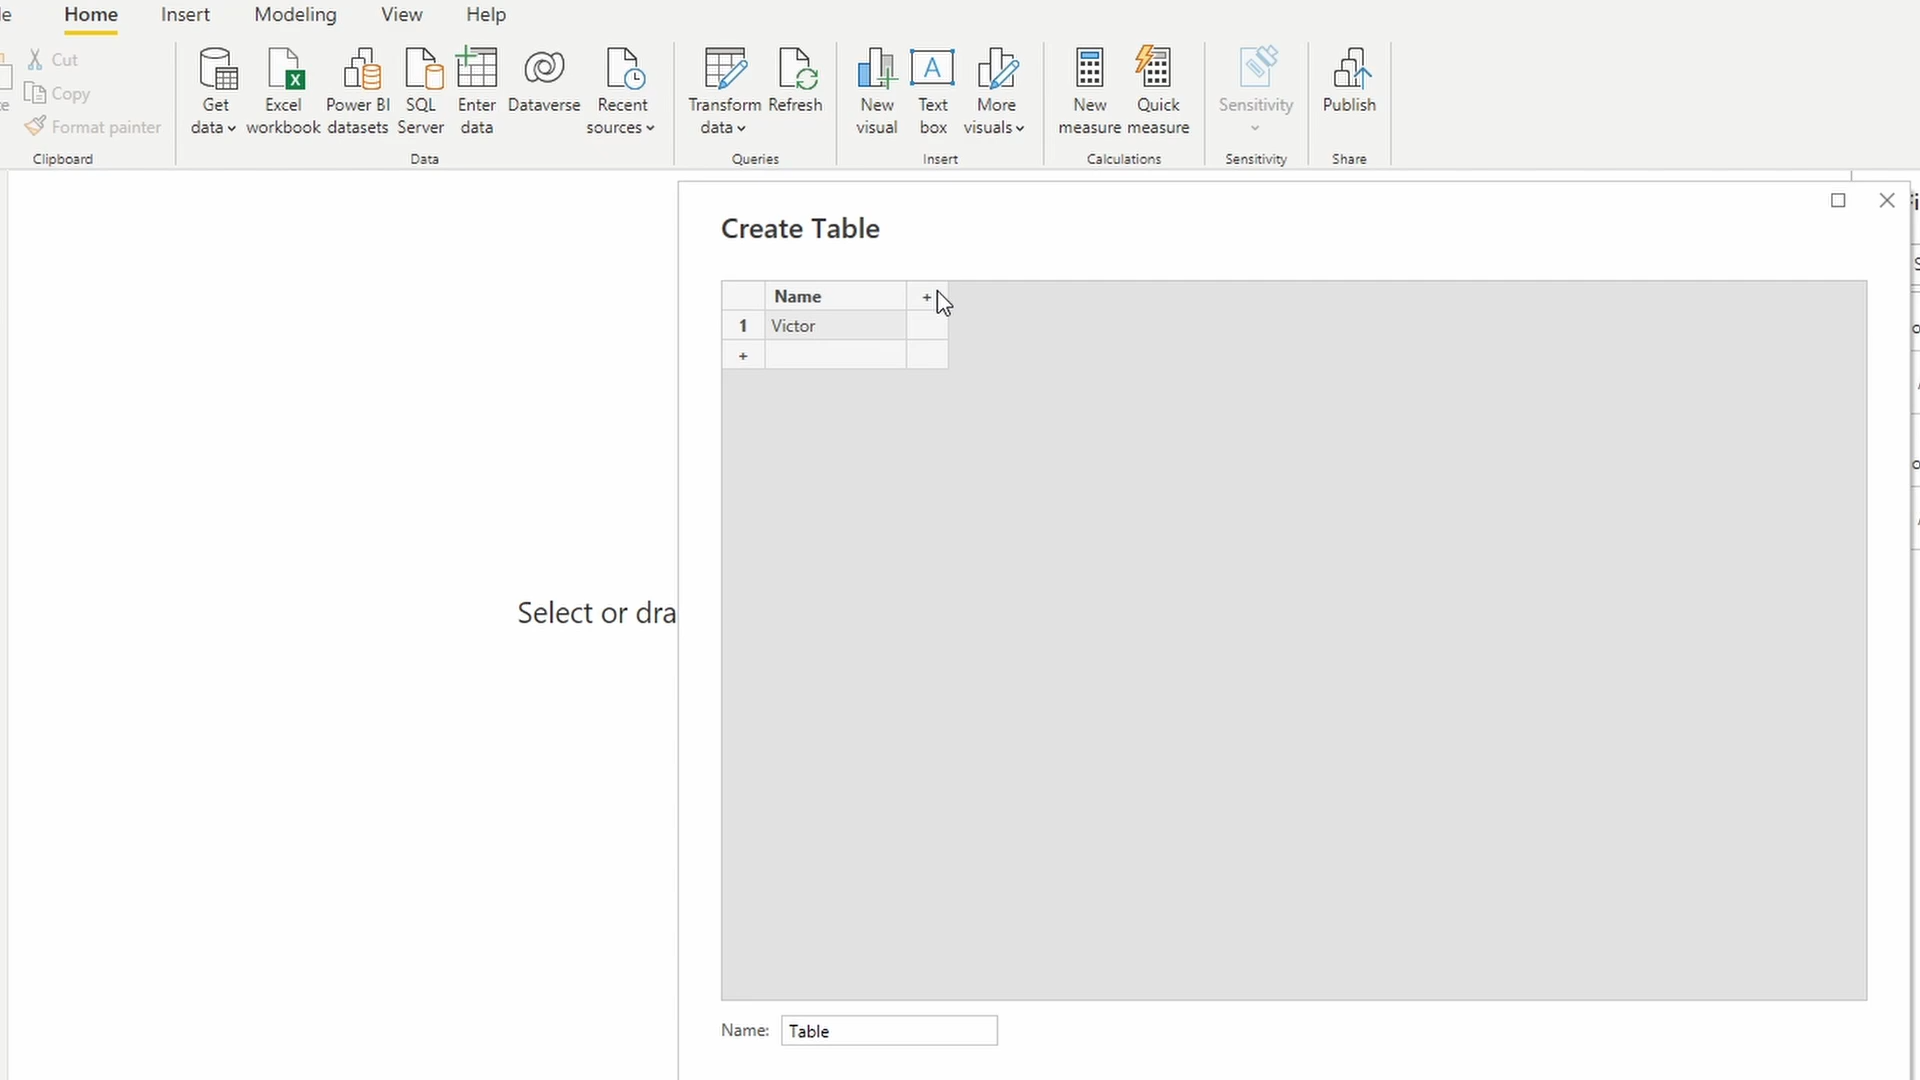 Home Insert Modeling View Help
Cut
Copy
Format painter
Clipboard
Get data
Excel workbook
Power BI datasets
SQL Server
Enter data
Dataverse
Recent sources
Data
Transform data
Refresh
Queries
New visual
Text box
More visuals
Insert
New measure
Quick measure
Calculations
Sensitivity
Sensitivity
Publish
Share
Create Table
Name +
1 Victor
+
Select or dra
Name: Table